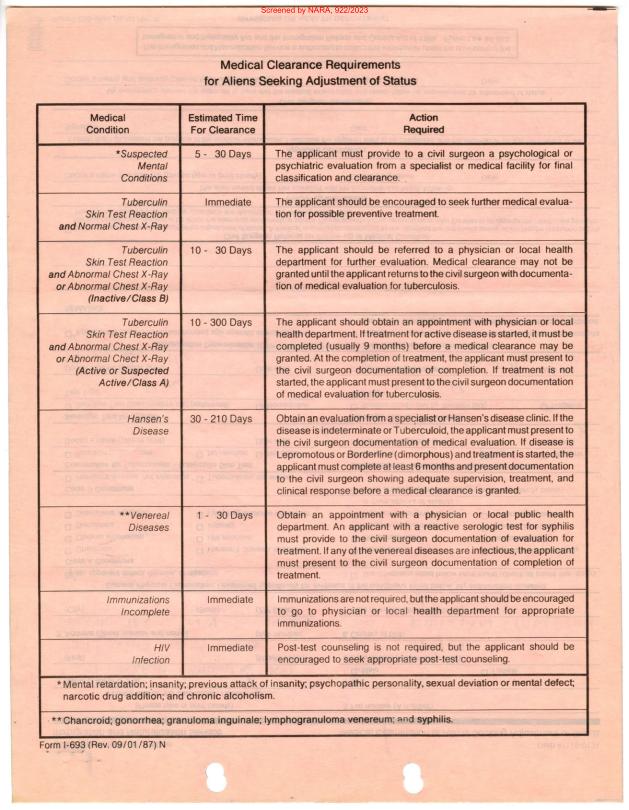 Screened by NARA, 922/2023
Medical Clearance Requirements
for Aliens Seeking Adjustment of Status
Medical
Condition
Estimated Time
For Clearance
Action
Required
*Suspected
Mental
Conditions
5 - 30 Days
The applicant must provide to a civil surgeon a psychological or
psychiatric evaluation from a specialist or medical facility for final
classification and clearance.
Tuberculin
Skin Test Reaction
and Normal Chest X-Ray
Immediate
The applicant should be encouraged to seek further medical evalua-
tion for possible preventive treatment.
Tuberculin
Skin Test Reaction
and Abnormal Chest X-Ray
or Abnormal Chest X-Ray
(Inactive/Class B)
10 - 30 Days
The applicant should be referred to a physician or local health
department for further evaluation. Medical clearance may not be
granted until the applicant returns to the civil surgeon with documenta-
tion of medical evaluation for tuberculosis.
Tuberculin
Skin Test Reaction
and Abnormal Chest X-Ray
or Abnormal Chect X-Ray
(Active or Suspected
Active/Class A)
10 - 300 Days
The applicant should obtain an appointment with physician or local
health department. If treatment for active disease is started, it must be
completed (usually 9 months) before a medical clearance may be
granted. At the completion of treatment, the applicant must present to
the civil surgeon documentation of completion. If treatment is not
started, the applicant must present to the civil surgeon documentation
of medical evaluation for tuberculosis.
Hansen's
Disease
30 - 210 Days
Obtain an evaluation from a specialist or Hansen's disease clinic. If the
disease is indeterminate or Tuberculoid, the applicant must present to
the civil surgeon documentation of medical evaluation. If disease is
Lepromotous or Borderline (dimorphous) and treatment is started, the
applicant must complete at least 6 months and present documentation
to the civil surgeon showing adequate supervision, treatment, and
clinical response before a medical clearance is granted.
**Venereal
Diseases
1 - 30 Days
Obtain an appointment with a physician or local public health
department. An applicant with a reactive serologic test for syphilis
must provide to the civil surgeon documentation of evaluation for
treatment. If any of the venereal diseases are infectious, the applicant
must present to the civil surgeon documentation of completion of
treatment.
Immunizations
Incomplete
Immediate
Immunizations are not required, but the applicant should be encouraged
to go to physician or local health department for appropriate
immunizations.
HIV
Infection
Immediate
Post-test counseling is not required, but the applicant should be
encouraged to seek appropriate post-test counseling.
* Mental retardation; insanity; previous attack of insanity; psychopathic personality, sexual deviation or mental defect;
narcotic drug addition; and chronic alcoholism.
** Chancroid; gonorrhea; granuloma inguinale; lymphogranuloma venereum; and syphilis.
Form I-693 (Rev. 09/01/87) N